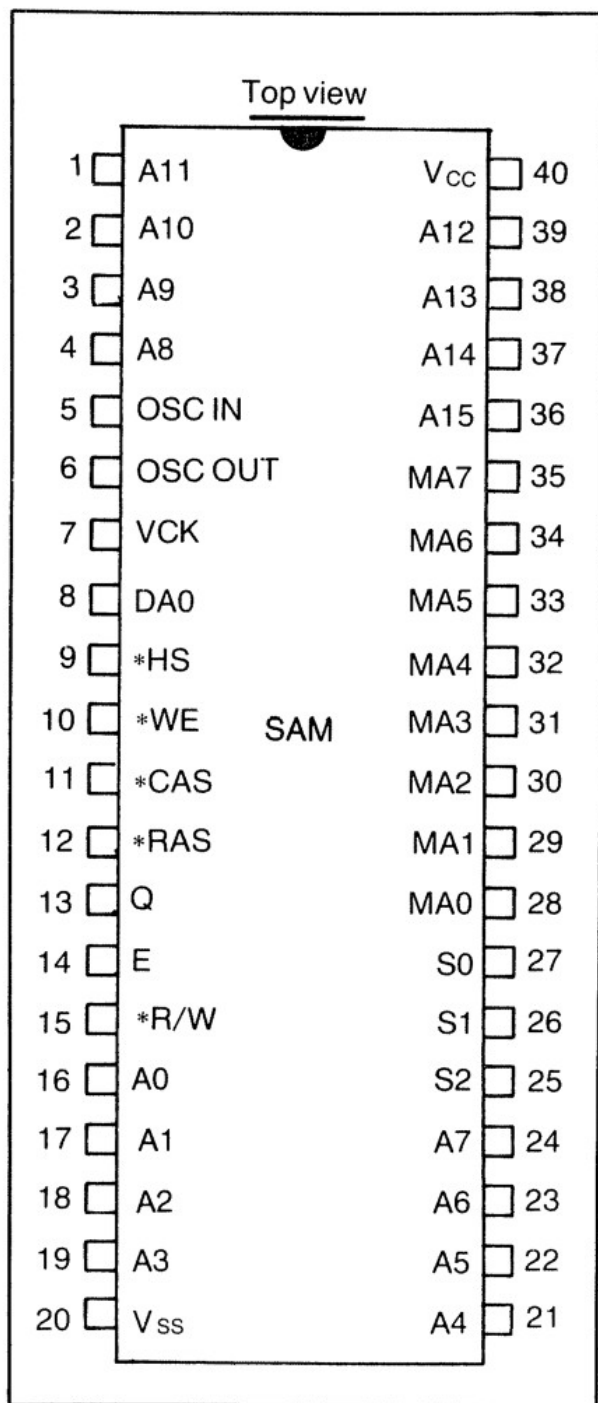 Top view
1 A11 VCC 40
2 A10 A12 39
3 A9 A13 38
4 A8 A14 37
5 OSC IN A15 36
6 OSC OUT MA7 35
7 VCK MA6 34
8 DA0 MA5 33
9 *HS MA4 32
10 *WE SAM MA3 31
11 *CAS MA2 30
12 *RAS MA1 29
13 Q MA0 28
14 E S0 27
15 *R/W S1 26
16 A0 S2 25
17 A1 A7 24
18 A2 A6 23
19 A3 A5 22
20 VSS A4 21